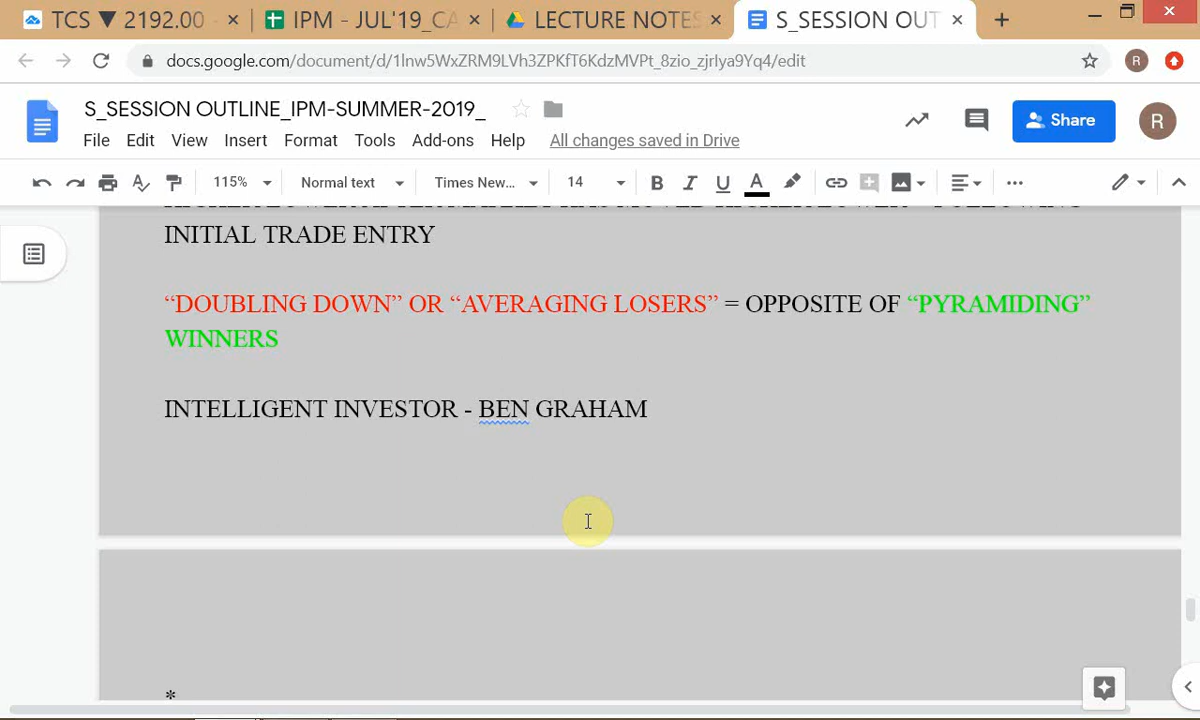 TCS ▼ 2192.00
IPM - JUL'19_CA
LECTURE NOTES
S_SESSION OUT
docs.google.com/document/d/1lnw5WxZRM9LVh3ZPKfT6KdzMVPt_8zio_zjrIya9Yq4/edit
R
S_SESSION OUTLINE_IPM-SUMMER-2019_
File Edit View Insert Format Tools Add-ons Help All changes saved in Drive
Share
R
115% Normal text Times New... 14 B I U A
INITIAL TRADE ENTRY
“DOUBLING DOWN” OR “AVERAGING LOSERS” = OPPOSITE OF “PYRAMIDING”
WINNERS
INTELLIGENT INVESTOR - BEN GRAHAM
*